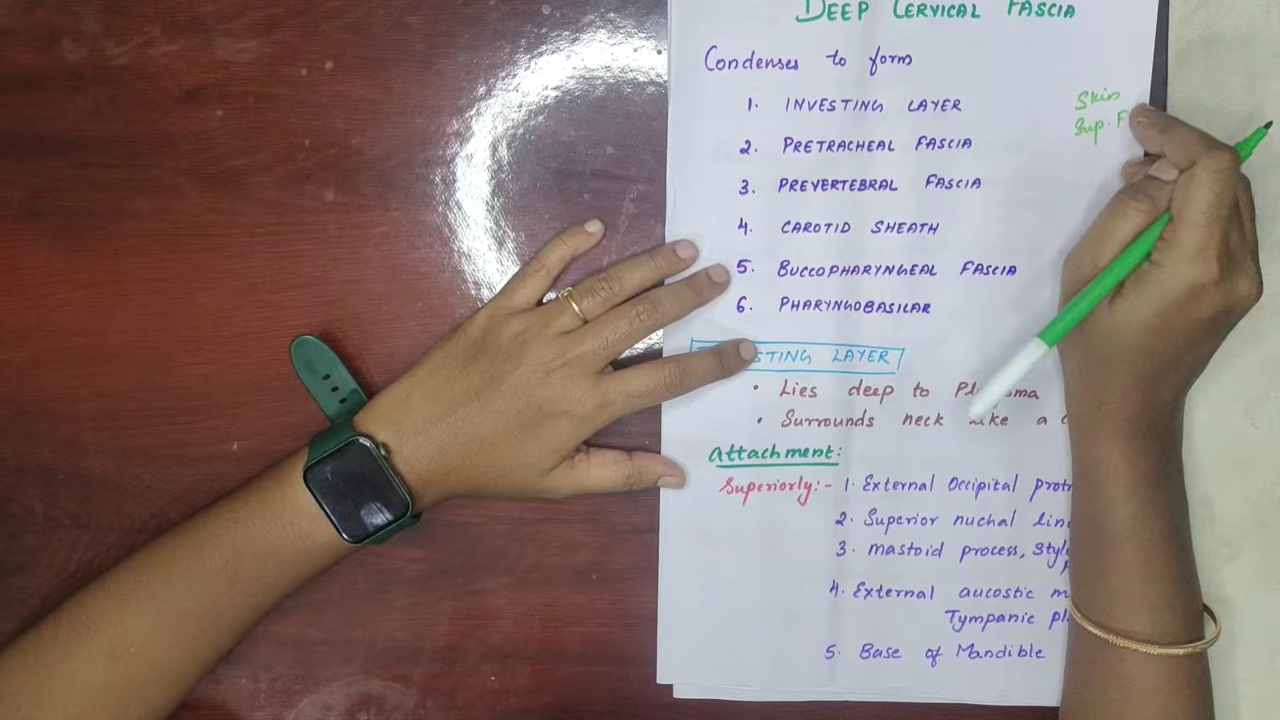 DEEP CERVICAL FASCIA
Condenses to form
1. INVESTING LAYER
2. PRETRACHEAL FASCIA
3. PREVERTEBRAL FASCIA
4. CAROTID SHEATH
5. BUCCOPHARYNGEAL FASCIA
6. PHARYNGOBASILAR
Skin
Sup. F
LAYER
• Lies deep to
• Surrounds neck like a
Attachment:
Superiorly:- 1. External Occipital
2. Superior nuchal
3. mastoid process,
4. External aucostic
Tympanic
5. Base of Mandible